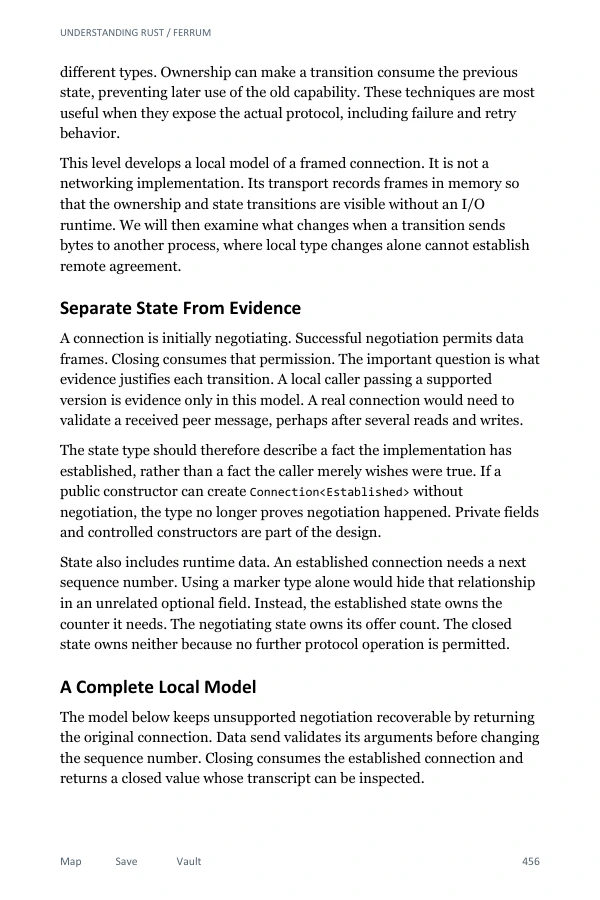 UNDERSTANDING RUST / FERRUM
different types. Ownership can make a transition consume the previous
state, preventing later use of the old capability. These techniques are most
useful when they expose the actual protocol, including failure and retry
behavior.
This level develops a local model of a framed connection. It is not a
networking implementation. Its transport records frames in memory so
that the ownership and state transitions are visible without an I/O
runtime. We will then examine what changes when a transition sends
bytes to another process, where local type changes alone cannot establish
remote agreement.
Separate State From Evidence
A connection is initially negotiating. Successful negotiation permits data
frames. Closing consumes that permission. The important question is what
evidence justifies each transition. A local caller passing a supported
version is evidence only in this model. A real connection would need to
validate a received peer message, perhaps after several reads and writes.
The state type should therefore describe a fact the implementation has
established, rather than a fact the caller merely wishes were true. If a
public constructor can create Connection<Established> without
negotiation, the type no longer proves negotiation happened. Private fields
and controlled constructors are part of the design.
State also includes runtime data. An established connection needs a next
sequence number. Using a marker type alone would hide that relationship
in an unrelated optional field. Instead, the established state owns the
counter it needs. The negotiating state owns its offer count. The closed
state owns neither because no further protocol operation is permitted.
A Complete Local Model
The model below keeps unsupported negotiation recoverable by returning
the original connection. Data send validates its arguments before changing
the sequence number. Closing consumes the established connection and
returns a closed value whose transcript can be inspected.
Map Save Vault 456